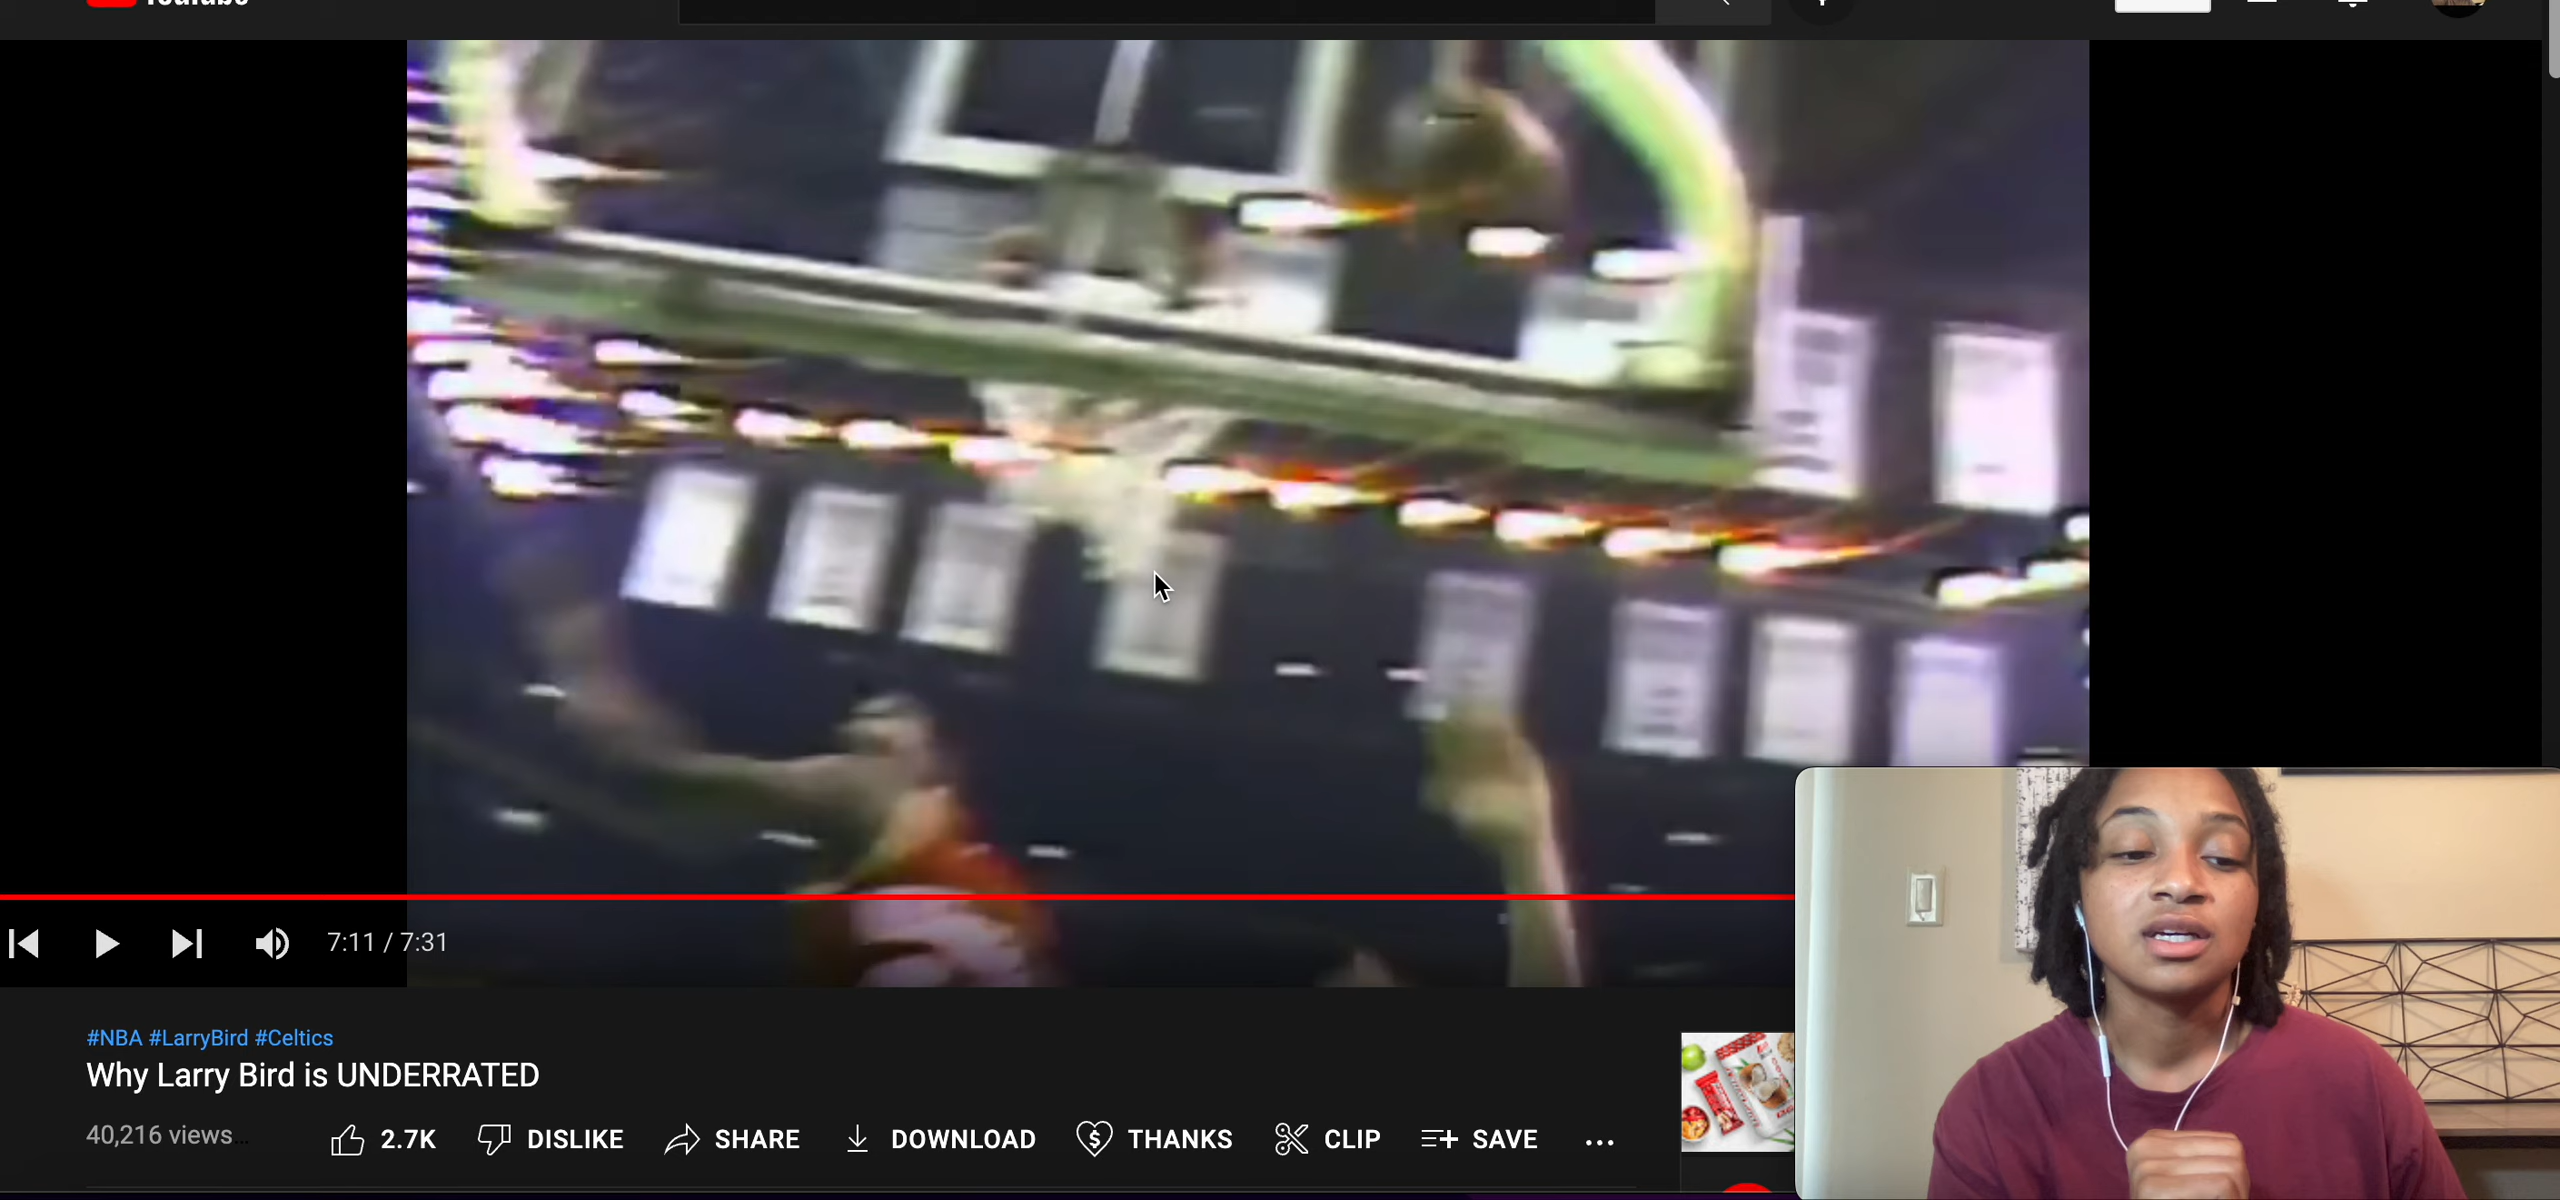 YouTube
7:11 / 7:31
#NBA #LarryBird #Celtics
Why Larry Bird is UNDERRATED
40,216 views...
2.7K
DISLIKE
SHARE
DOWNLOAD
THANKS
CLIP
SAVE